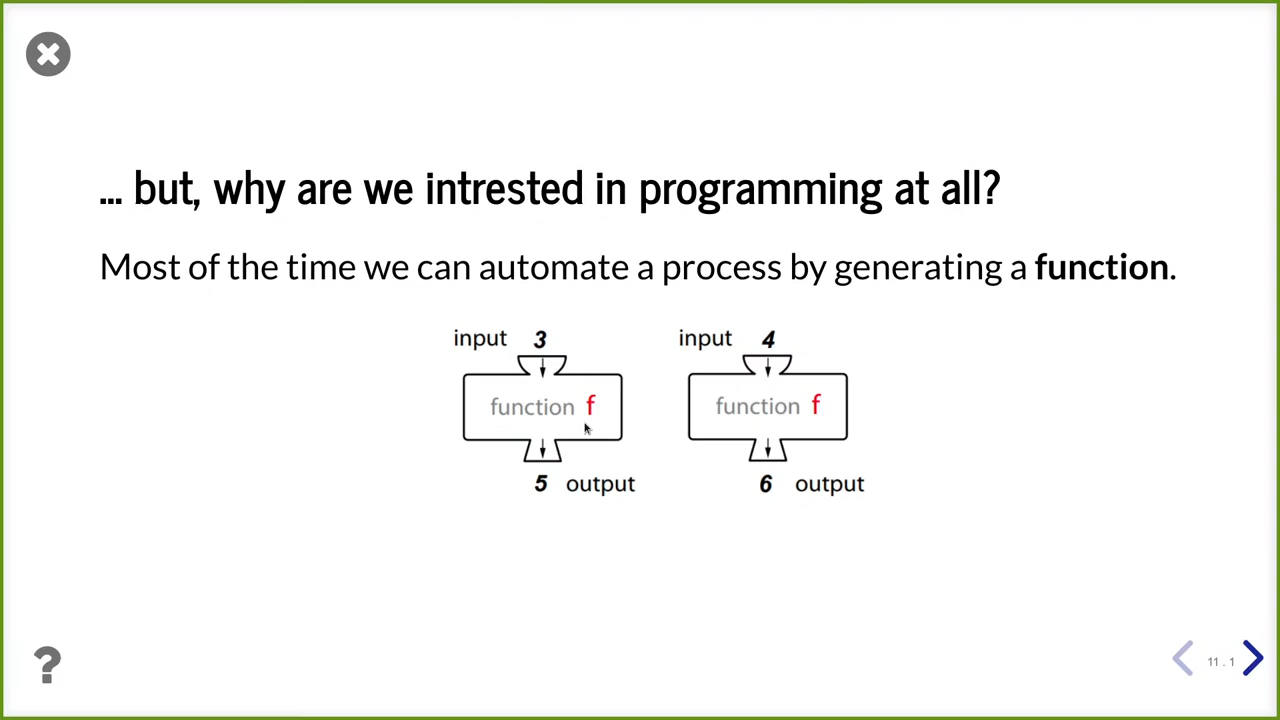 ... but, why are we intrested in programming at all?
Most of the time we can automate a process by generating a function.
input 3 input 4
function f function f
5 output 6 output
?
11 . 1